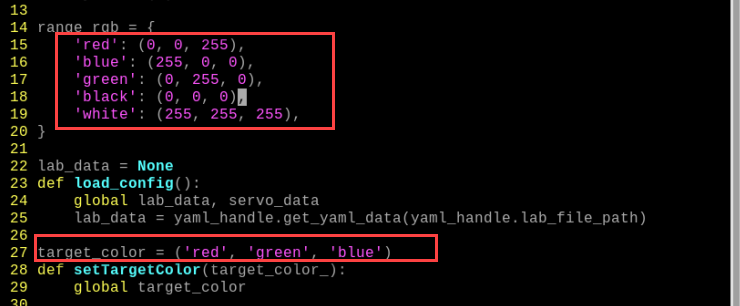 13
14 range_rgb = {
15     'red': (0, 0, 255),
16     'blue': (255, 0, 0),
17     'green': (0, 255, 0),
18     'black': (0, 0, 0),
19     'white': (255, 255, 255),
20 }
21
22 lab_data = None
23 def load_config():
24     global lab_data, servo_data
25     lab_data = yaml_handle.get_yaml_data(yaml_handle.lab_file_path)
26
27 target_color = ('red', 'green', 'blue')
28 def setTargetColor(target_color_):
29     global target_color
30